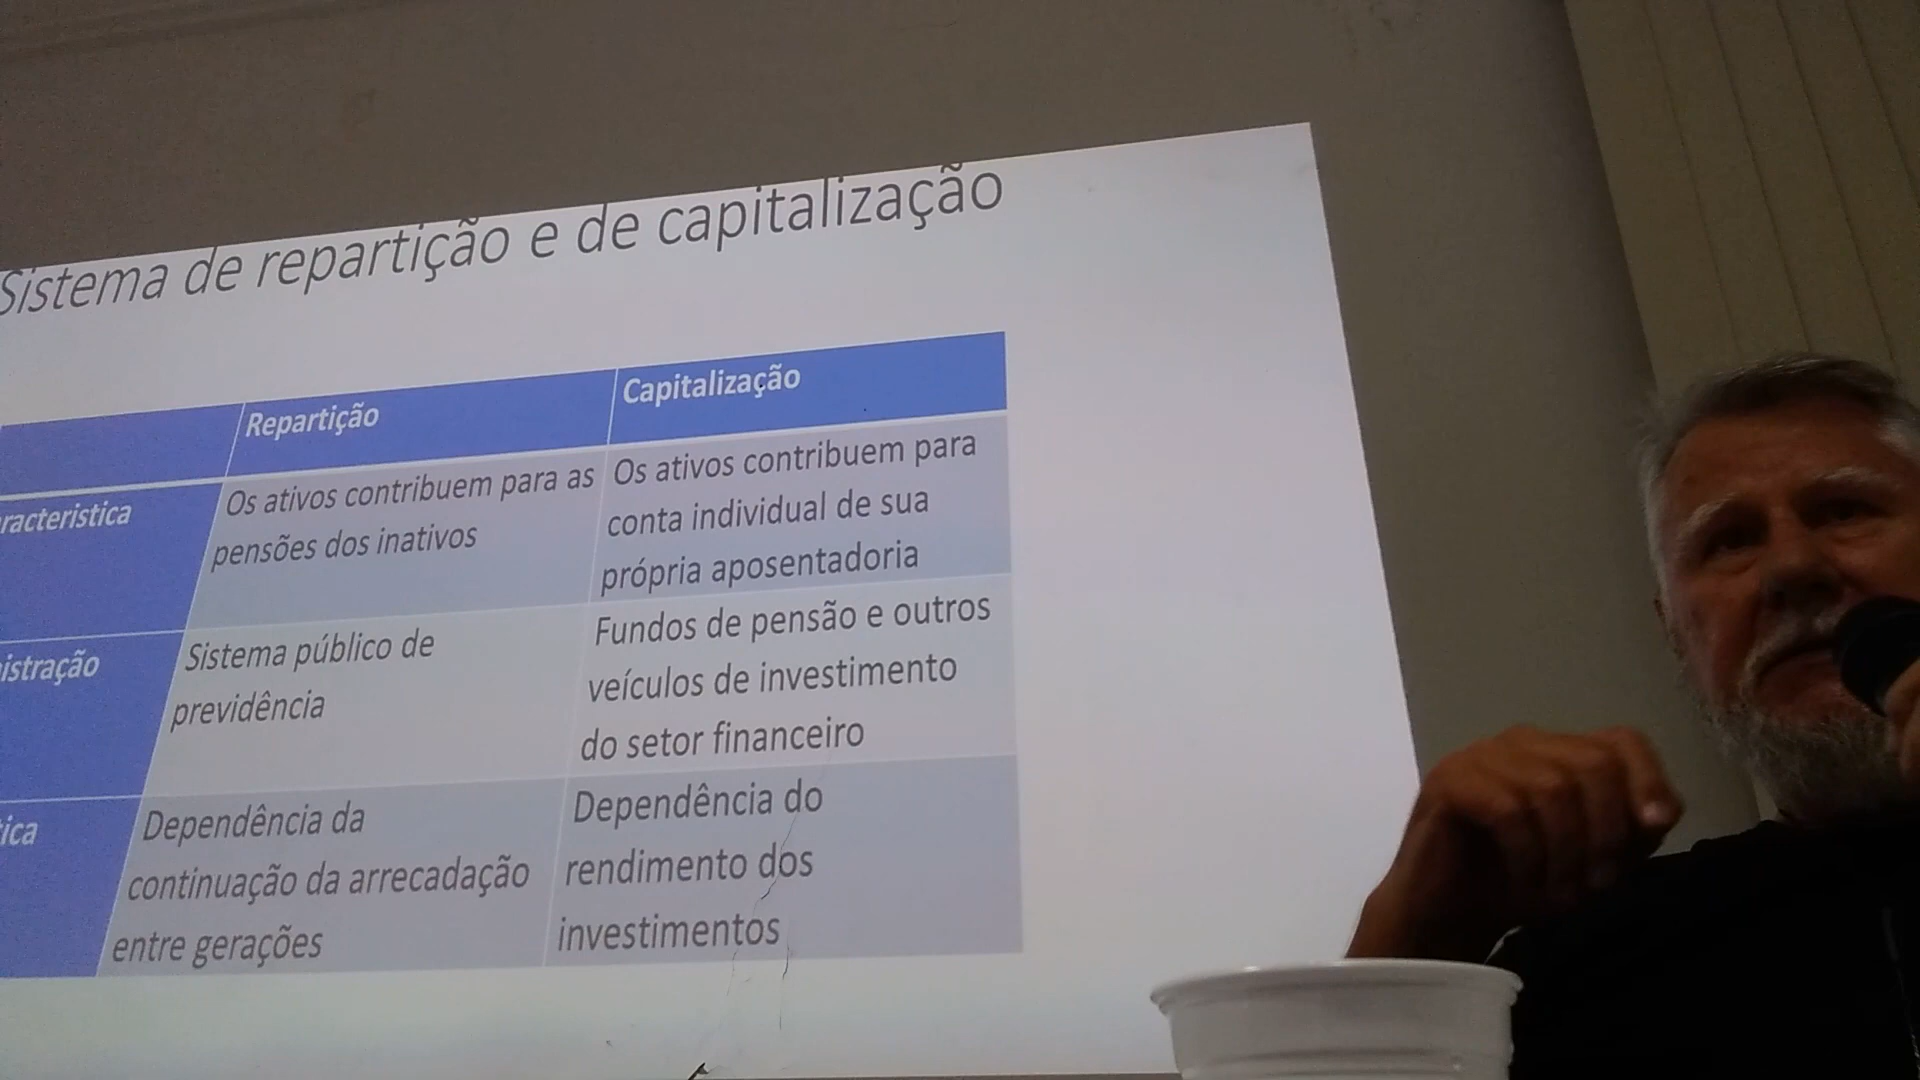 Sistema de repartição e de capitalização
Repartição
Capitalização
racteristica
Os ativos contribuem para as
pensões dos inativos
Os ativos contribuem para
conta individual de sua
própria aposentadoria
istração
Sistema público de
previdência
Fundos de pensão e outros
veículos de investimento
do setor financeiro
ica
Dependência da
continuação da arrecadação
entre gerações
Dependência do
rendimento dos
investimentos